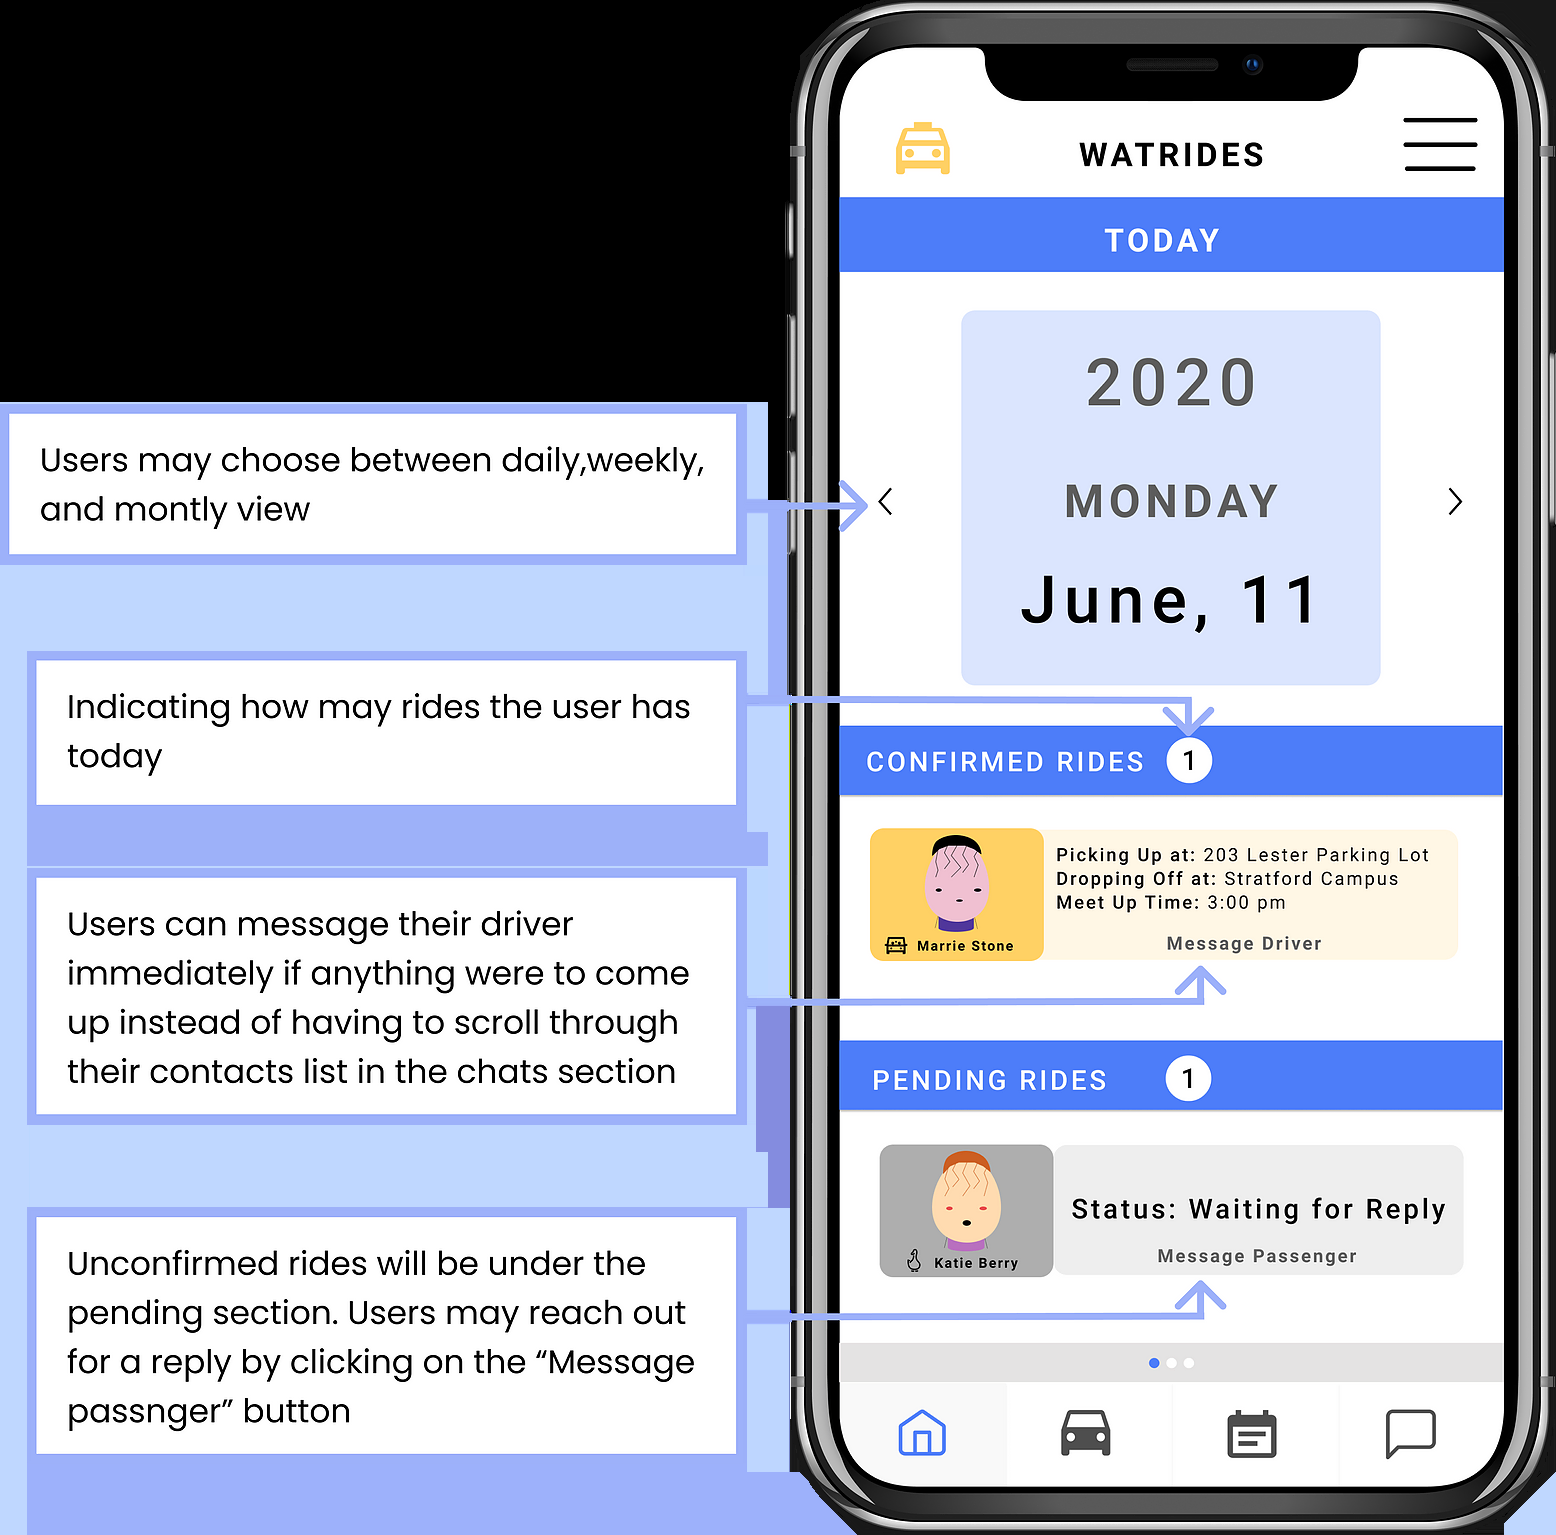 WATRIDES
TODAY
2020
MONDAY
June, 11
Users may choose between daily,weekly,
and montly view
Indicating how may rides the user has
today
CONFIRMED RIDES 1
Picking Up at: 203 Lester Parking Lot
Dropping Off at: Stratford Campus
Meet Up Time: 3:00 pm
Marrie Stone
Message Driver
Users can message their driver
immediately if anything were to come
up instead of having to scroll through
their contacts list in the chats section
PENDING RIDES 1
Status: Waiting for Reply
Katie Berry
Message Passenger
Unconfirmed rides will be under the
pending section. Users may reach out
for a reply by clicking on the “Message
passnger” button